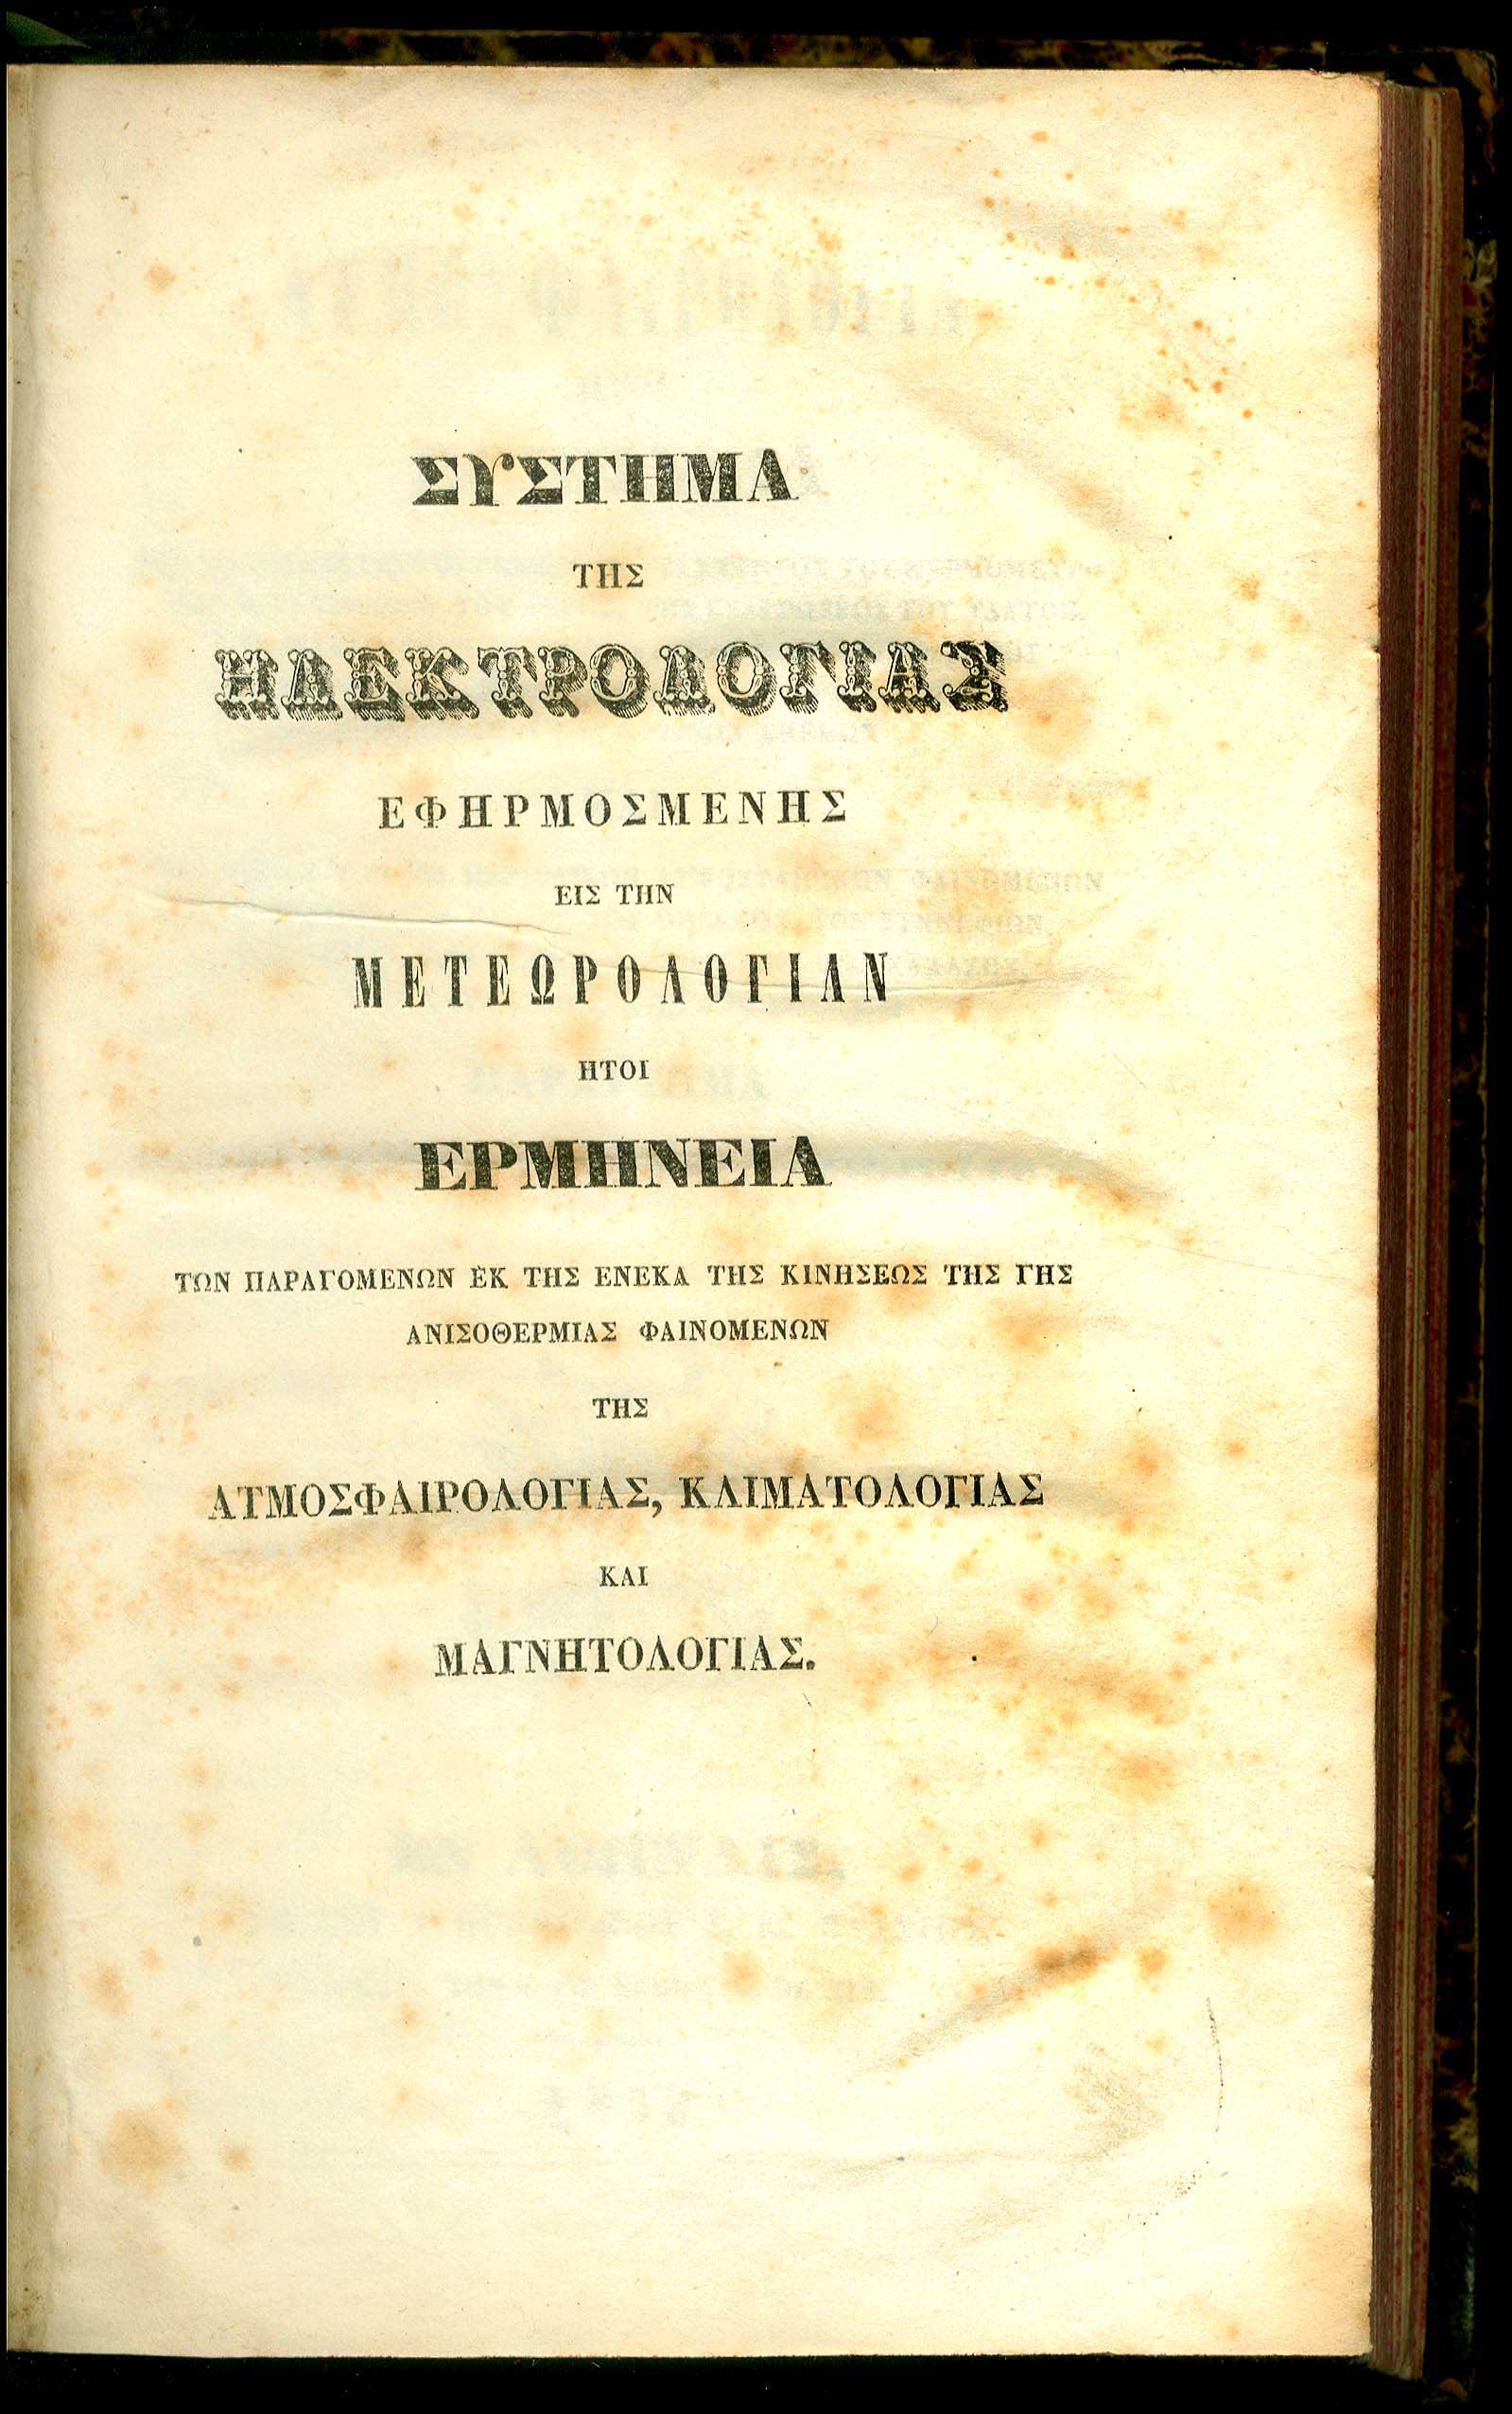 ΣΥΣΤΗΜΑ
ΤΗΣ
ΗΛΕΚΤΡΟΛΟΓΙΑΣ
ΕΦΗΡΜΟΣΜΕΝΗΣ
ΕΙΣ ΤΗΝ
ΜΕΤΕΩΡΟΛΟΓΙΑΝ
ΗΤΟΙ
ΕΡΜΗΝΕΙΑ
ΤΩΝ ΠΑΡΑΓΟΜΕΝΩΝ ΕΚ ΤΗΣ ΕΝΕΚΑ ΤΗΣ ΚΙΝΗΣΕΩΣ ΤΗΣ ΓΗΣ
ΑΝΙΣΟΘΕΡΜΙΑΣ ΦΑΙΝΟΜΕΝΩΝ
ΤΗΣ
ΑΤΜΟΣΦΑΙΡΟΛΟΓΙΑΣ, ΚΛΙΜΑΤΟΛΟΓΙΑΣ
ΚΑΙ
ΜΑΓΝΗΤΟΛΟΓΙΑΣ.